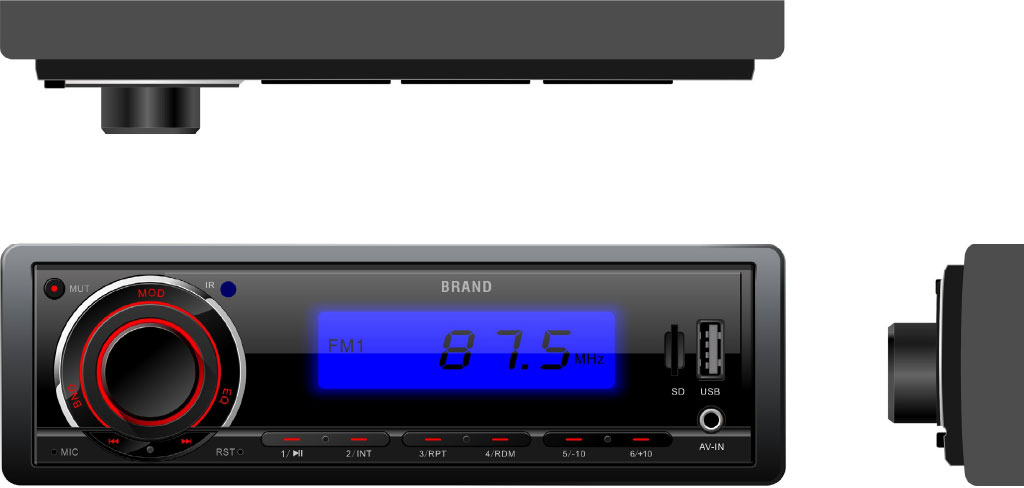 MUT
MOD
IR
BRAND
FM1
87.5 MHz
BAND
EQ
SD
USB
AV-IN
MIC
RST
1/⏯
2/INT
3/RPT
4/RDM
5/-10
6/+10